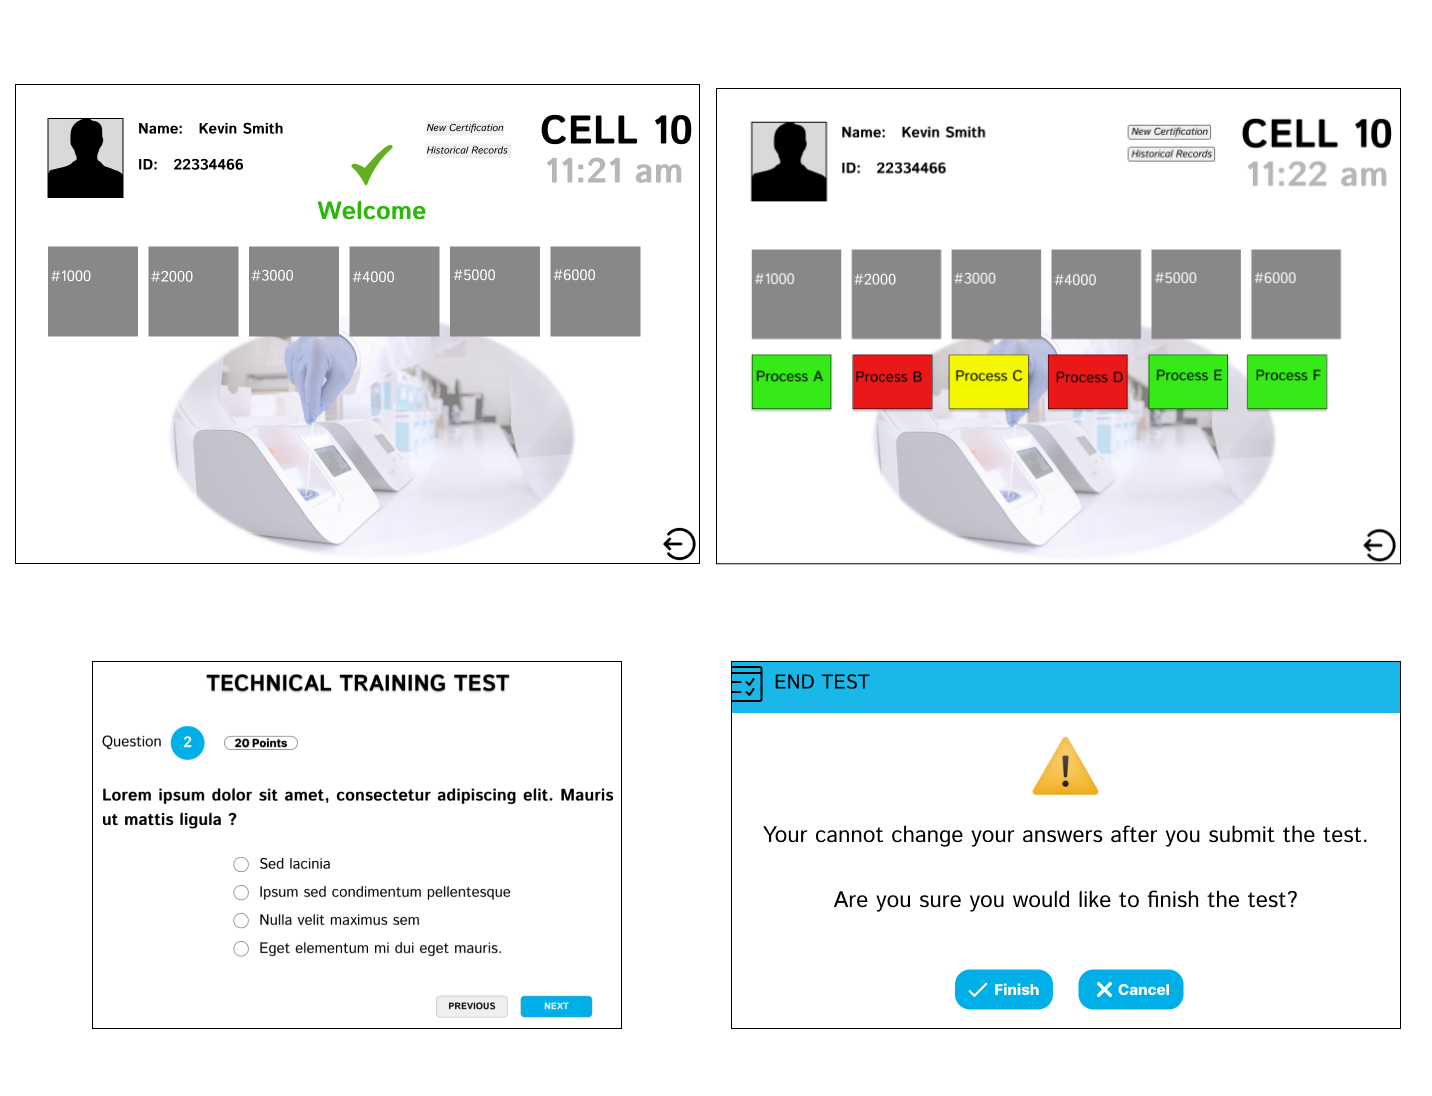 Name: Kevin Smith
ID: 22334466
New Certification
Historical Records
CELL 10
11:21 am
Welcome
#1000 #2000 #3000 #4000 #5000 #6000
Name: Kevin Smith
ID: 22334466
New Certification
Historical Records
CELL 10
11:22 am
#1000 #2000 #3000 #4000 #5000 #6000
Process A Process B Process C Process D Process E Process F
TECHNICAL TRAINING TEST
Question 2 20 Points
Lorem ipsum dolor sit amet, consectetur adipiscing elit. Mauris
ut mattis ligula ?
Sed lacinia
Ipsum sed condimentum pellentesque
Nulla velit maximus sem
Eget elementum mi dui eget mauris.
PREVIOUS NEXT
END TEST
Your cannot change your answers after you submit the test.
Are you sure you would like to finish the test?
Finish Cancel